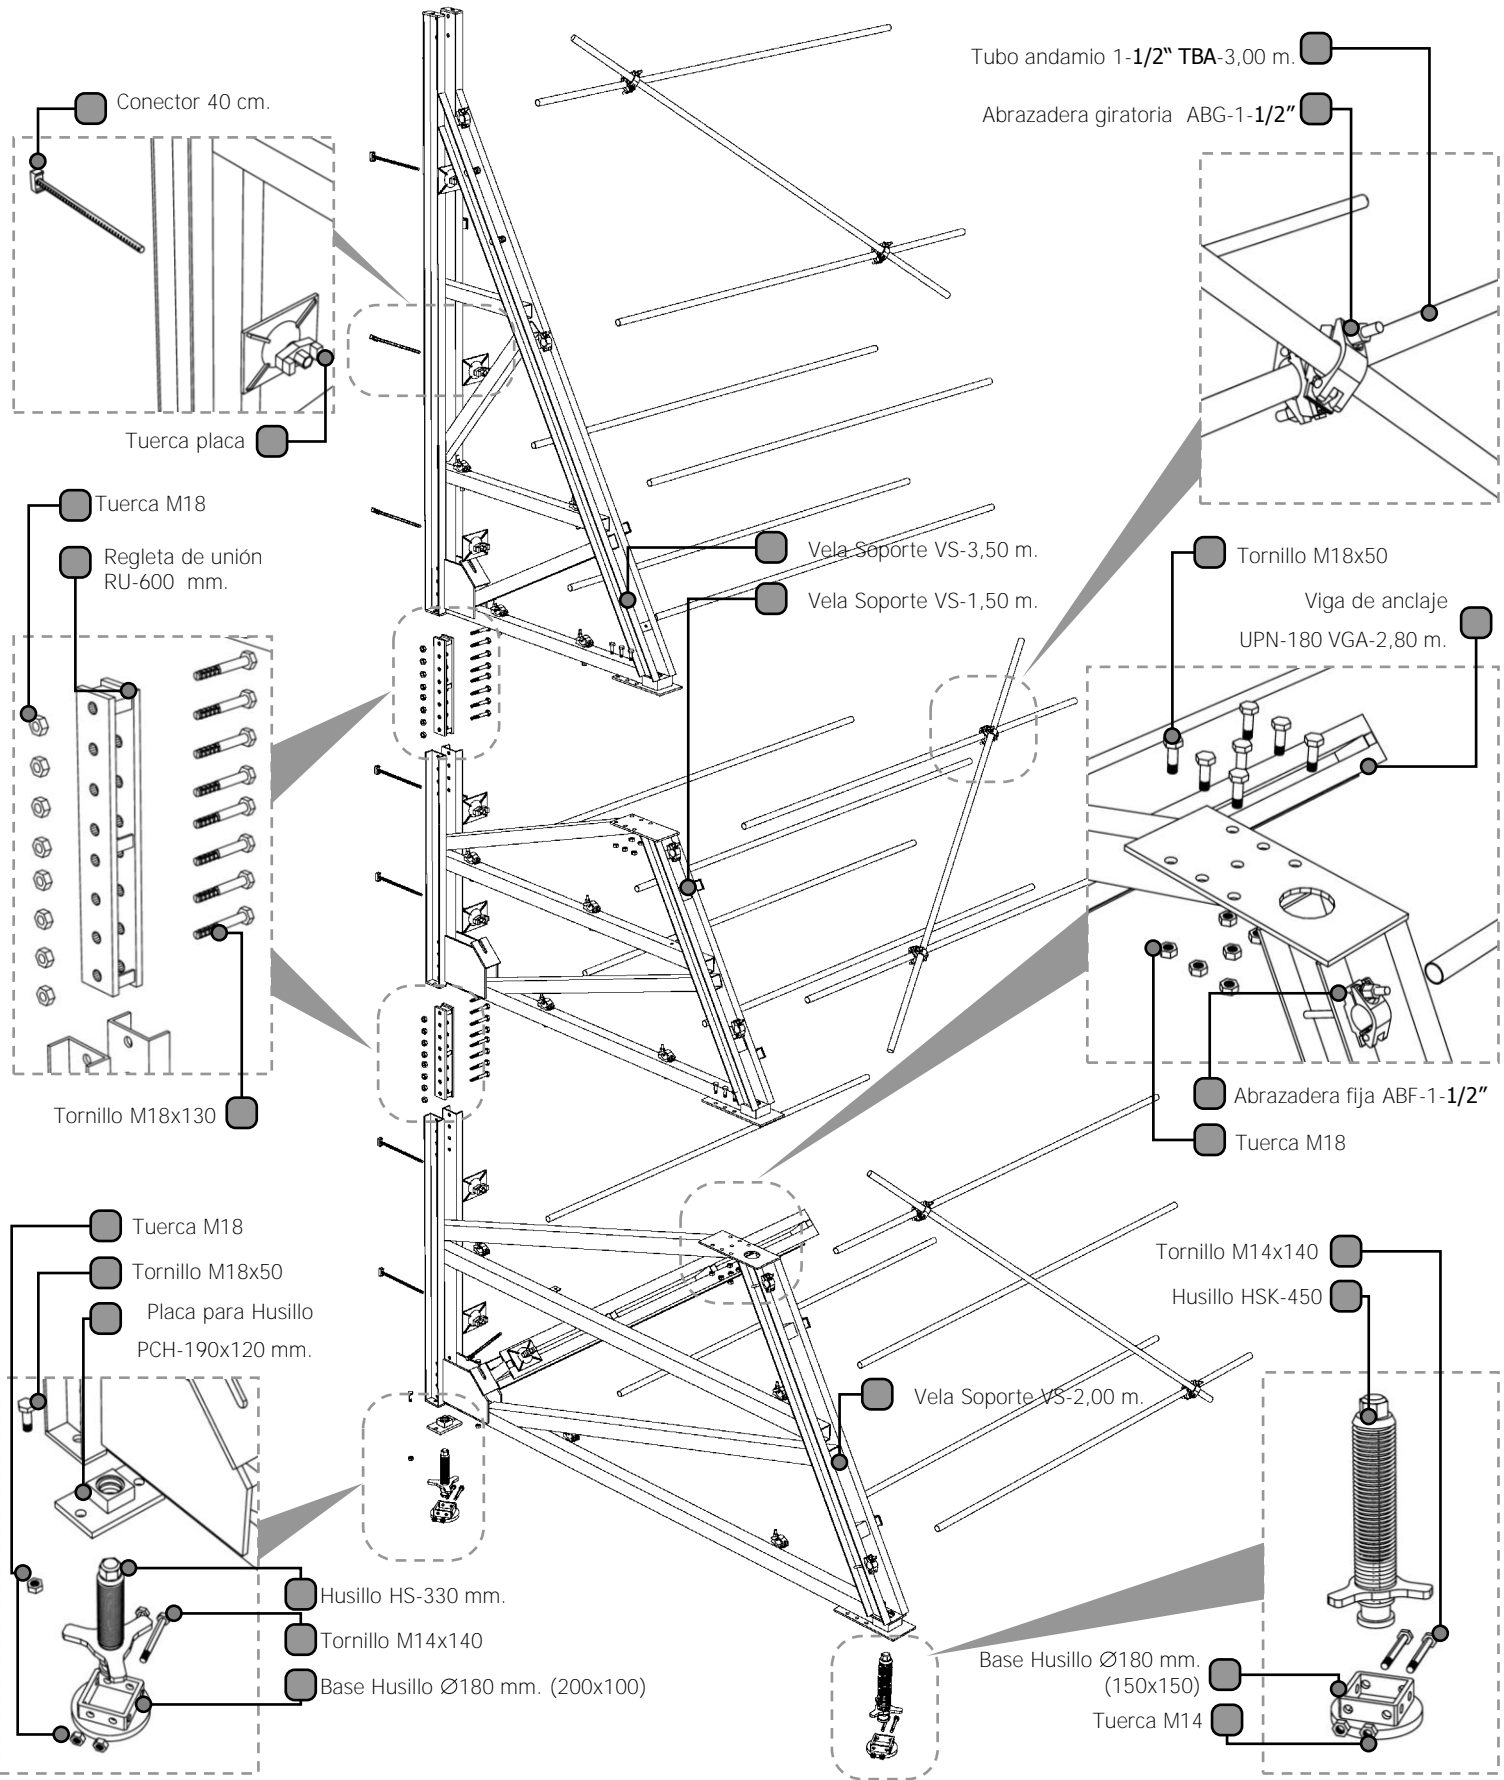 Conector 40 cm.
Tubo andamio 1-1/2“ TBA-3,00 m.
Abrazadera giratoria ABG-1-1/2”
Tuerca placa
Tuerca M18
Regleta de unión
RU-600 mm.
Vela Soporte VS-3,50 m.
Vela Soporte VS-1,50 m.
Tornillo M18x50
Viga de anclaje
UPN-180 VGA-2,80 m.
Tornillo M18x130
Abrazadera fija ABF-1-1/2”
Tuerca M18
Tuerca M18
Tornillo M18x50
Placa para Husillo
PCH-190x120 mm.
Tornillo M14x140
Husillo HSK-450
Vela Soporte VS-2,00 m.
Husillo HS-330 mm.
Tornillo M14x140
Base Husillo Ø180 mm. (200x100)
Base Husillo Ø180 mm.
(150x150)
Tuerca M14